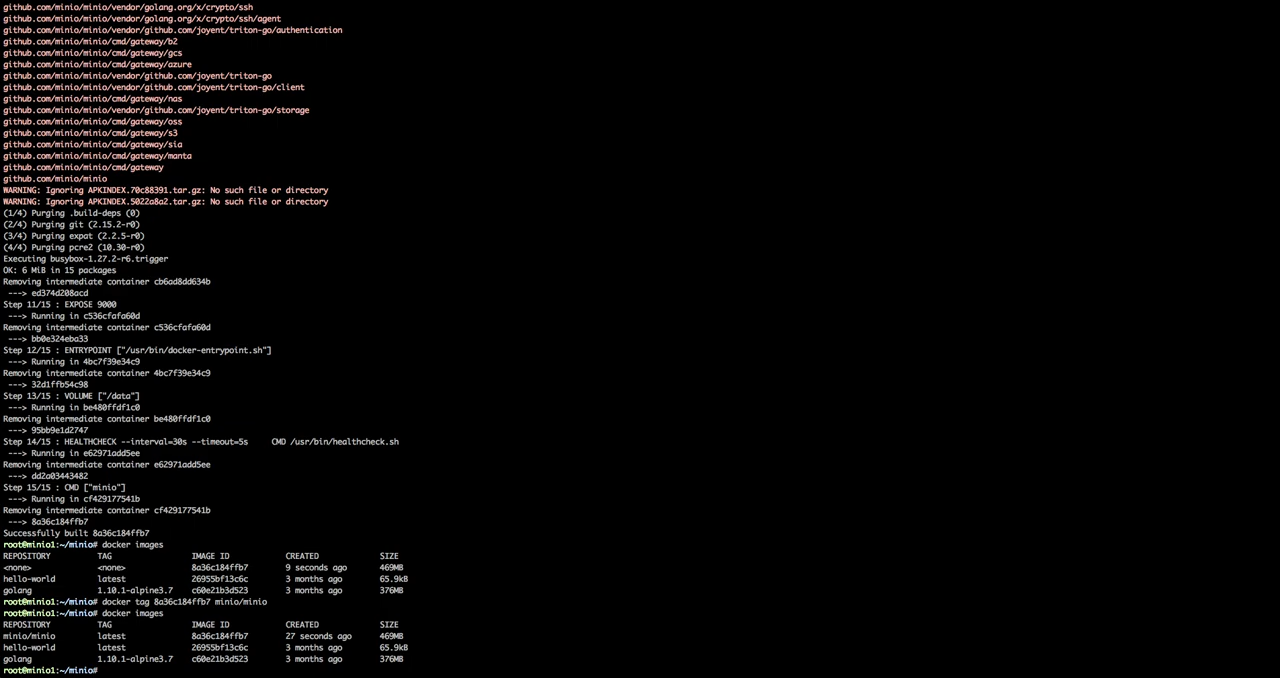 github.com/minio/minio/vendor/golang.org/x/crypto/ssh
github.com/minio/minio/vendor/golang.org/x/crypto/ssh/agent
github.com/minio/minio/vendor/github.com/joyent/triton-go/authentication
github.com/minio/minio/cmd/gateway/b2
github.com/minio/minio/cmd/gateway/gcs
github.com/minio/minio/cmd/gateway/azure
github.com/minio/minio/vendor/github.com/joyent/triton-go
github.com/minio/minio/vendor/github.com/joyent/triton-go/client
github.com/minio/minio/cmd/gateway/nas
github.com/minio/minio/vendor/github.com/joyent/triton-go/storage
github.com/minio/minio/cmd/gateway/oss
github.com/minio/minio/cmd/gateway/s3
github.com/minio/minio/cmd/gateway/sia
github.com/minio/minio/cmd/gateway/manta
github.com/minio/minio/cmd/gateway
github.com/minio/minio
WARNING: Ignoring APKINDEX.70c88391.tar.gz: No such file or directory
WARNING: Ignoring APKINDEX.5022a8a2.tar.gz: No such file or directory
(1/4) Purging .build-deps (0)
(2/4) Purging git (2.15.2-r0)
(3/4) Purging expat (2.2.5-r0)
(4/4) Purging pcre2 (10.30-r0)
Executing busybox-1.27.2-r6.trigger
OK: 6 MiB in 15 packages
Removing intermediate container cb6ad8dd634b
---> ed374d208acd
Step 11/15 : EXPOSE 9000
---> Running in c536cfafa60d
Removing intermediate container c536cfafa60d
---> bb0e324eba33
Step 12/15 : ENTRYPOINT ["/usr/bin/docker-entrypoint.sh"]
---> Running in 4bc7f39e34c9
Removing intermediate container 4bc7f39e34c9
---> 32d1ffb54c98
Step 13/15 : VOLUME ["/data"]
---> Running in be480ffdf1c0
Removing intermediate container be480ffdf1c0
---> 95bb9e1d2747
Step 14/15 : HEALTHCHECK --interval=30s --timeout=5s CMD /usr/bin/healthcheck.sh
---> Running in e62971add5ee
Removing intermediate container e62971add5ee
---> dd2a03443482
Step 15/15 : CMD ["minio"]
---> Running in cf429177541b
Removing intermediate container cf429177541b
---> 8a36c184ffb7
Successfully built 8a36c184ffb7
root@minio1:~/minio# docker images
REPOSITORY TAG IMAGE ID CREATED SIZE
<none> <none> 8a36c184ffb7 9 seconds ago 469MB
hello-world latest 26955bf13c6c 3 months ago 65.9kB
golang 1.10.1-alpine3.7 c60e21b3d523 3 months ago 376MB
root@minio1:~/minio# docker tag 8a36c184ffb7 minio/minio
root@minio1:~/minio# docker images
REPOSITORY TAG IMAGE ID CREATED SIZE
minio/minio latest 8a36c184ffb7 27 seconds ago 469MB
hello-world latest 26955bf13c6c 3 months ago 65.9kB
golang 1.10.1-alpine3.7 c60e21b3d523 3 months ago 376MB
root@minio1:~/minio#